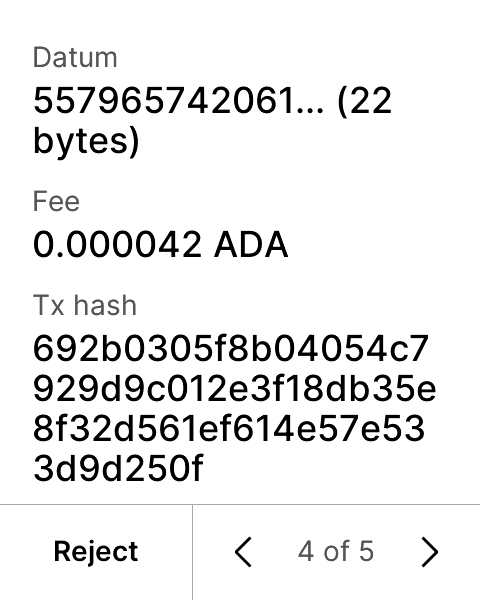 Datum
557965742061... (22
bytes)
Fee
0.000042 ADA
Tx hash
692b0305f8b04054c7
929d9c012e3f18db35e
8f32d561ef614e57e53
3d9d250f
Reject
4 of 5